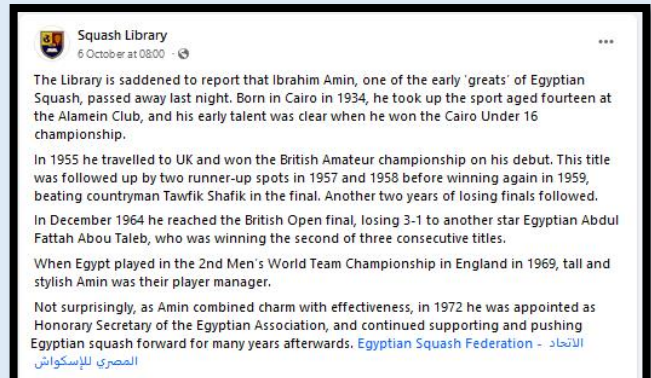 Squash Library
6 October at 08:00 ·
The Library is saddened to report that Ibrahim Amin, one of the early 'greats' of Egyptian
Squash, passed away last night. Born in Cairo in 1934, he took up the sport aged fourteen at
the Alamein Club, and his early talent was clear when he won the Cairo Under 16
championship.
In 1955 he travelled to UK and won the British Amateur championship on his debut. This title
was followed up by two runner-up spots in 1957 and 1958 before winning again in 1959,
beating countryman Tawfik Shafik in the final. Another two years of losing finals followed.
In December 1964 he reached the British Open final, losing 3-1 to another star Egyptian Abdul
Fattah Abou Taleb, who was winning the second of three consecutive titles.
When Egypt played in the 2nd Men's World Team Championship in England in 1969, tall and
stylish Amin was their player manager.
Not surprisingly, as Amin combined charm with effectiveness, in 1972 he was appointed as
Honorary Secretary of the Egyptian Association, and continued supporting and pushing
Egyptian squash forward for many years afterwards. Egyptian Squash Federation - الاتحاد
المصري للإسكواش